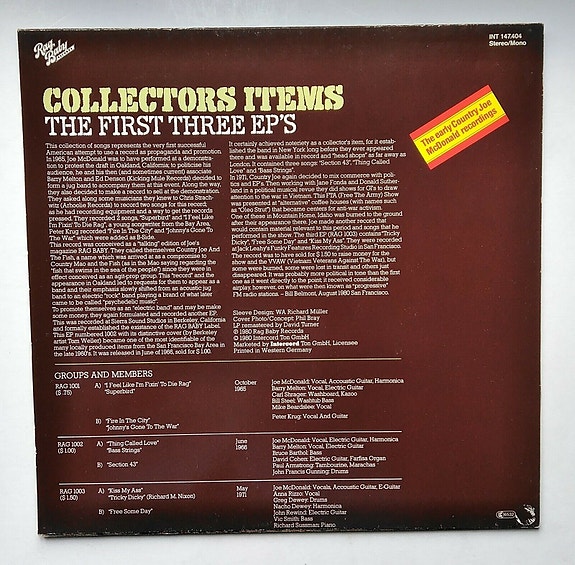 Rag
Baby
INT 147.404
Stereo/Mono
COLLECTORS ITEMS
THE FIRST THREE EP'S
The early Country Joe
McDonald recordings
This collection of songs represents the very first successful
American attempt to use a record as propaganda and promotion.
In 1965, Joe McDonald was to have performed at a demonstra-
tion to protest the draft in Oakland, California; to publisise his
audience, he and his then (and sometimes current) associates
Barry Melton and Ed Denson (Kicking Mule Records) decided to
form a jug band to accompany them at this event. Along the way,
they also decided to make a record to sell at the demonstration.
They asked along some musicians they knew to Chris Strach-
witz (Arhoolie Records) to record two songs for this record;
as he had recording equipment and a way to get the records
pressed. They recorded 2 songs, "Superbird" and "I Feel Like
I'm Fixin' To Die Rag", a young songwriter from the Bay Area,
Peter Krug recorded "Fire In The City" and "Johnny's Gone To
The War" which were added as B-Side.
This record was conceived as a "talking" edition of Joe's
magazine RAG BABY. They called themselves Country Joe And
The Fish, a name which was arrived at as a compromise to
Country Mao and the Fish (as in the Mao saying regarding the
"fish that swims in the sea of the people") since they were in
effect conceived as an agit-prop group. This "record" and the
appearance in Oakland led to requests for them to appear as a
band and their emphasis slowly shifted from an acoustic jug
band to an electric "rock" band playing a brand of what later
came to be called "psychedelic music".
To promote themselves as an "electric band" and may be make
some money, they again formulated and recorded another EP.
This was recorded at Sierra Sound Studios in Berkeley, California
and formally established the existance of the RAG BABY Label.
This EP numbered 1002 with its distinctive cover (by Berkeley
artist Tom Weller) became one of the most identifiable of the
many locally produced items from the San Francisco Bay Area in
the late 1960's. It was released in June of 1966, sold for $ 1.00.
It certainly achieved notoriety as a collector's item, for it estab-
lished the band in New York long before they ever appeared
there and was available in record and "head shops" as far away as
London. It contained three songs: "Section 43", "Thing Called
Love" and "Bass Strings".
In 1971, Country Joe again decided to mix commerce with poli-
tics and EP's. Then working with Jane Fonda and Donald Suther-
land in a political musical revue they did shows for GI's to draw
attention to the war in Vietnam. This FTA (Free The Army) Show
was presented at "alternative" coffee houses (with names such
as "Oleo Strut") that became centers for anti-war activism.
One of these in Mountain Home, Idaho was burned to the ground
after their appearance there. Joe made another record that
would contain material relevant to this period and songs that he
performed in the show. The third EP (RAG 1003) contains "Tricky
Dicky", "Free Some Day" and "Kiss My Ass". They were recorded
at Jack Leahy's Funky Features Recording Studio in San Francisco.
The record was to have sold for $ 1.50 to raise money for the
show and the VVAW (Vietnam Veterans Against The War), but
some were burned, some were lost in transit and others just
disappeared. It was probably more political in tone than the first
one as it went directly to the point; it received considerable
airplay, however, on what were then known as "progressive"
FM radio stations. – Bill Belmont, August 1980 San Francisco.
Sleeve Design: WA Richard Müller
Cover Photo/Concept: Phil Bray
LP remastered by David Turner
℗ 1980 Rag Baby Records
© 1980 Intercord Ton GmbH
Marketed by Intercord Ton GmbH, Licensee
Printed in Western Germany
GROUPS AND MEMBERS
RAG 1001 A) "I Feel Like I'm Fixin' To Die Rag" October Joe McDonald: Vocal, Accoustic Guitar, Harmonica
($ .75) "Superbird" 1965 Barry Melton: Vocal, Electric Guitar
Carl Shrager: Washboard, Kazoo
Bill Steel: Washtub Bass
Mike Beardslee: Vocal
B) "Fire In The City" Peter Krug: Vocal And Guitar
"Johnny's Gone To The War"
RAG 1002 A) "Thing Called Love" June Joe McDonald: Vocal, Electric Guitar, Harmonica
($ 1.00) "Bass Strings" 1966 Barry Melton: Vocal, Electric Guitar
Bruce Barthol: Bass
B) "Section 43" David Cohen: Electric Guitar, Farfisa Organ
Paul Armstrong: Tambourine, Marachas
John Francis Gunning: Drums
RAG 1003 A) "Kiss My Ass" May Joe McDonald: Vocals, Accoustic Guitar, E-Guitar
($ 1.50) "Tricky Dicky" (Richard M. Nixon) 1971 Anna Rizzo: Vocal
Greg Dewey: Drums
B) "Free Some Day" Nacho Dewey: Harmonica
John Rewind: Electric Guitar
Vic Smith: Bass
Richard Sussman: Piano